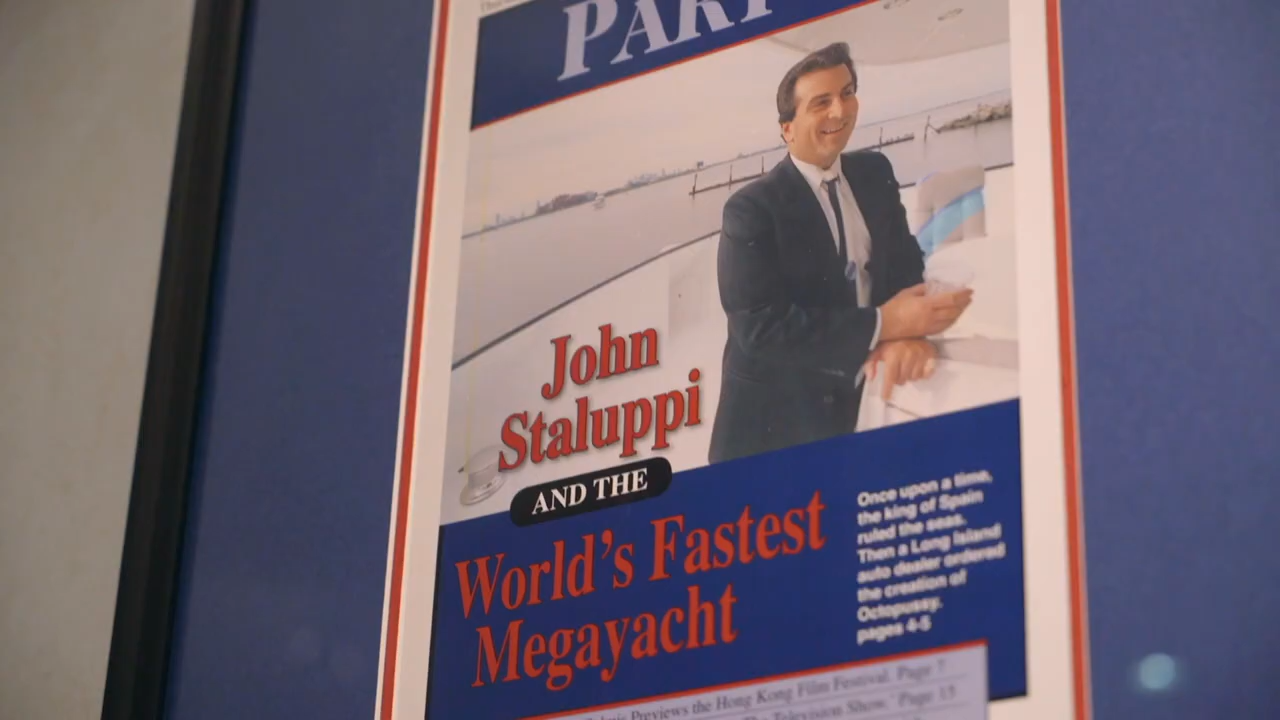 PART
John
Staluppi
AND THE
World's Fastest
Megayacht
Once upon a time,
the king of Spain
ruled the seas.
Then a Long Island
auto dealer ordered
the creation of
Octopussy.
pages 4-5
Previews the Hong Kong Film Festival. Page 7
The Television Show.' Page 13